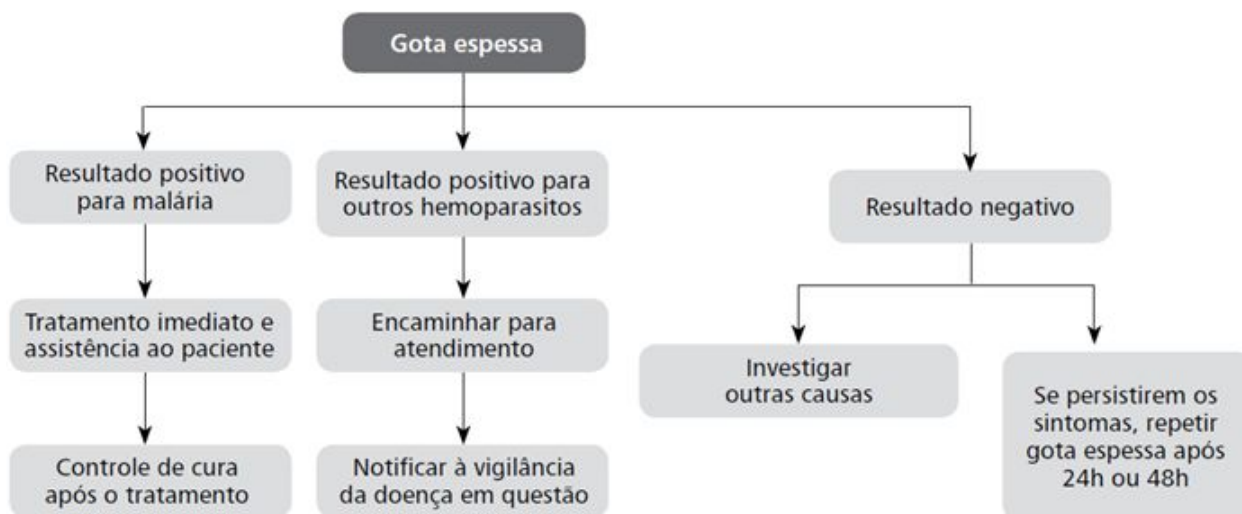 Gota espessa
Resultado positivo
para malária
Resultado positivo para
outros hemoparasitos
Resultado negativo
Tratamento imediato e
assistência ao paciente
Encaminhar para
atendimento
Investigar
outras causas
Se persistirem os
sintomas, repetir
gota espessa após
24h ou 48h
Controle de cura
após o tratamento
Notificar à vigilância
da doença em questão